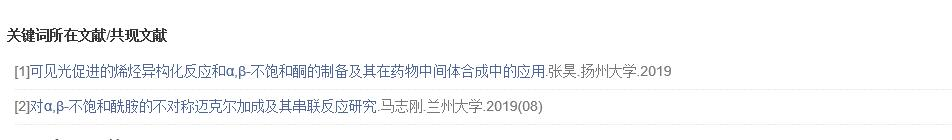 关键词所在文献/共现文献
[1]可见光促进的烯烃异构化反应和α,β-不饱和酮的制备及其在药物中间体合成中的应用.张昊.扬州大学.2019
[2]对α,β-不饱和酰胺的不对称迈克尔加成及其串联反应研究.马志刚.兰州大学.2019(08)